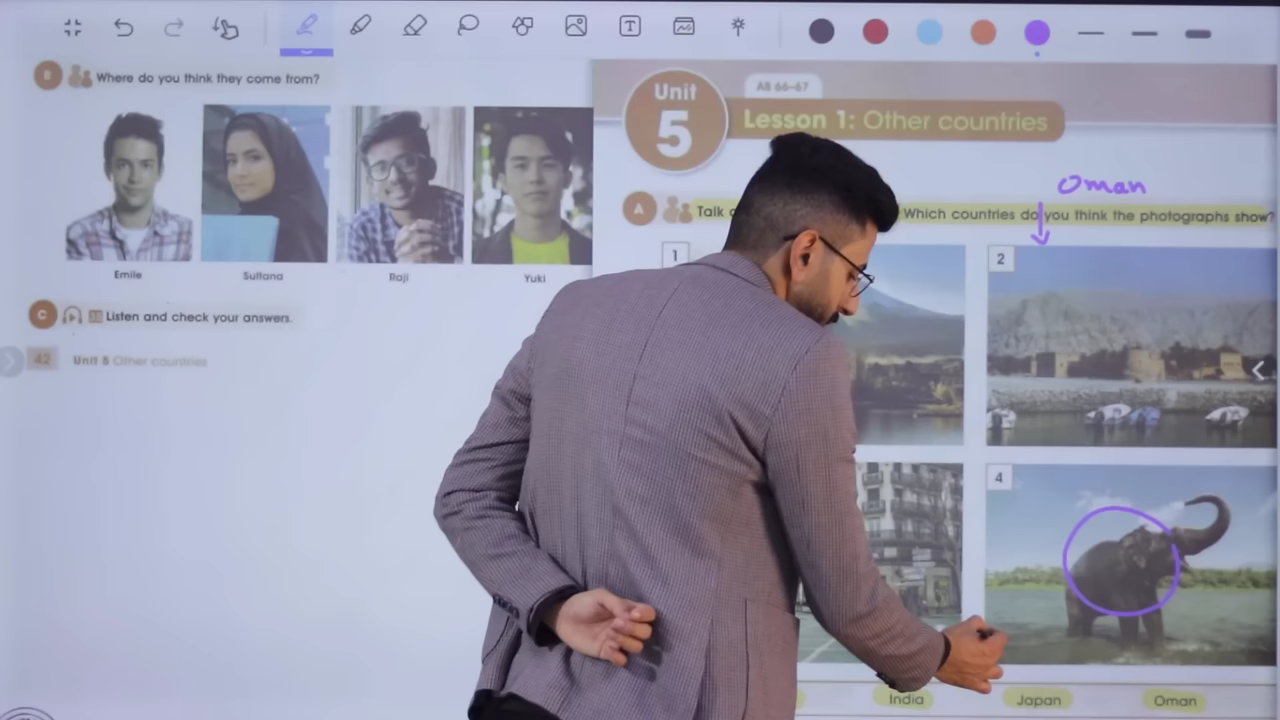 B Where do you think they come from?
Emile Sultana Raji Yuki
C Listen and check your answers.
42 Unit 5 Other countries
Unit
5
AB 66–67
Lesson 1: Other countries
Oman
A Talk Which countries do you think the photographs show?
1 2
4
India Japan Oman